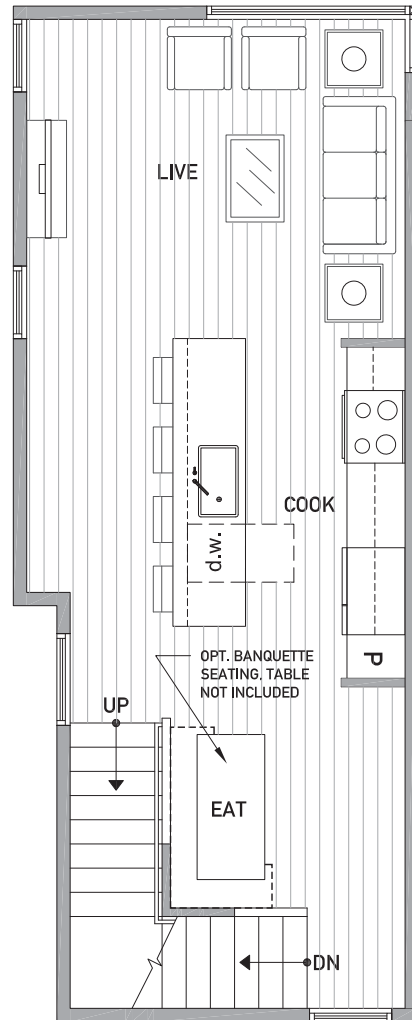 LIVE
COOK
d.w.
P
OPT. BANQUETTE
SEATING, TABLE
NOT INCLUDED
UP
EAT
DN